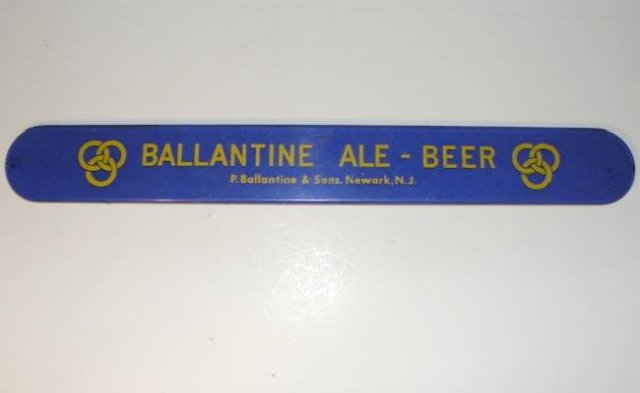 BALLANTINE ALE - BEER
P. Ballantine & Sons, Newark, N.J.